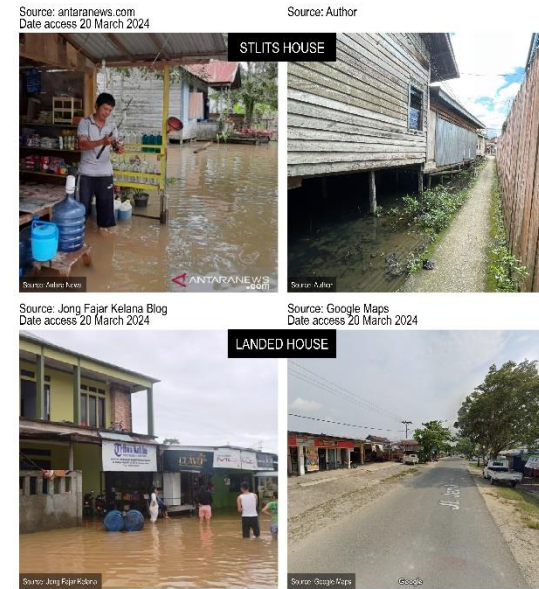 Source: antaranews.com
Date access 20 March 2024
Source: Author
STLITS HOUSE
ANTARANEWS
.com
Source: Antara News
Source: Author
Source: Jong Fajar Kelana Blog
Date access 20 March 2024
Source: Google Maps
Date access 20 March 2024
LANDED HOUSE
Source: Jong Fajar Kelana
Source: Google Maps
Google